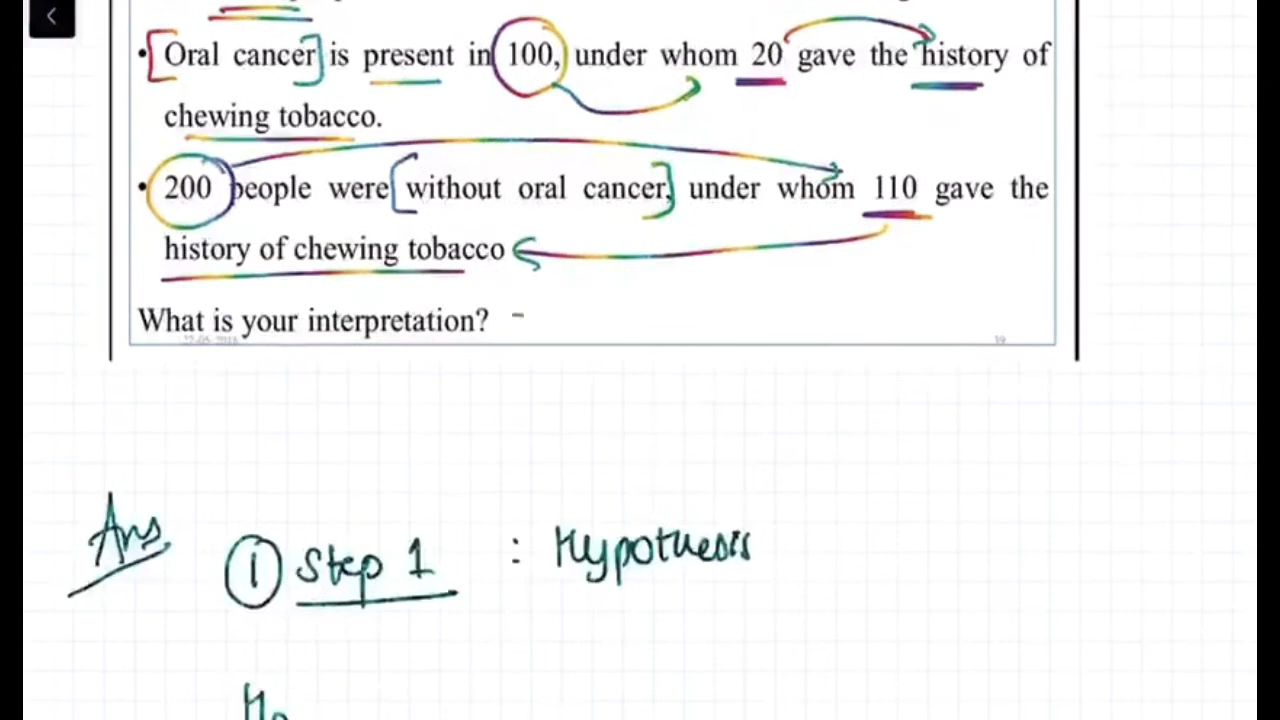 • Oral cancer is present in 100, under whom 20 gave the history of
chewing tobacco.
• 200 people were without oral cancer, under whom 110 gave the
history of chewing tobacco
What is your interpretation? -
19
Ans
① Step 1 : Hypothesis
H₀